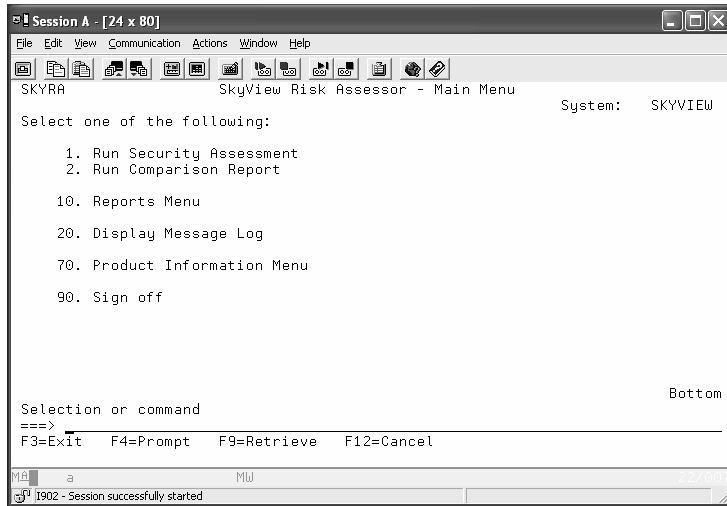 Session A - [24 x 80]
File Edit View Communication Actions Window Help
SKYRA SkyView Risk Assessor - Main Menu
System: SKYVIEW
Select one of the following:
1. Run Security Assessment
2. Run Comparison Report
10. Reports Menu
20. Display Message Log
70. Product Information Menu
90. Sign off
Bottom
Selection or command
===>
F3=Exit F4=Prompt F9=Retrieve F12=Cancel
MA a MW 22/007
I902 - Session successfully started